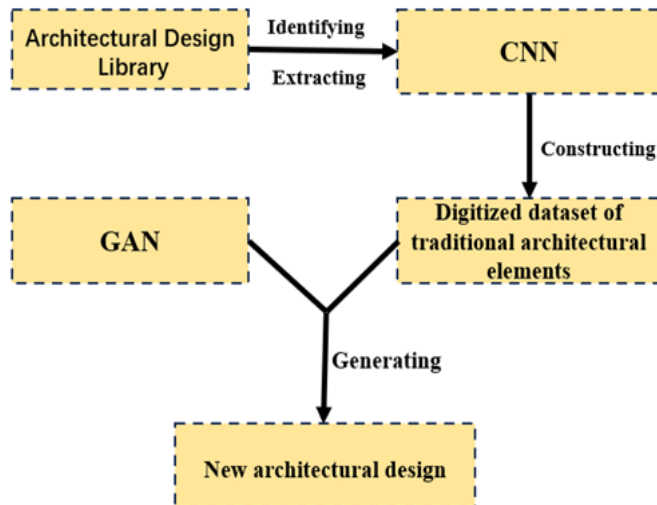 Architectural Design
Library
Identifying
Extracting
CNN
Constructing
GAN
Digitized dataset of
traditional architectural
elements
Generating
New architectural design